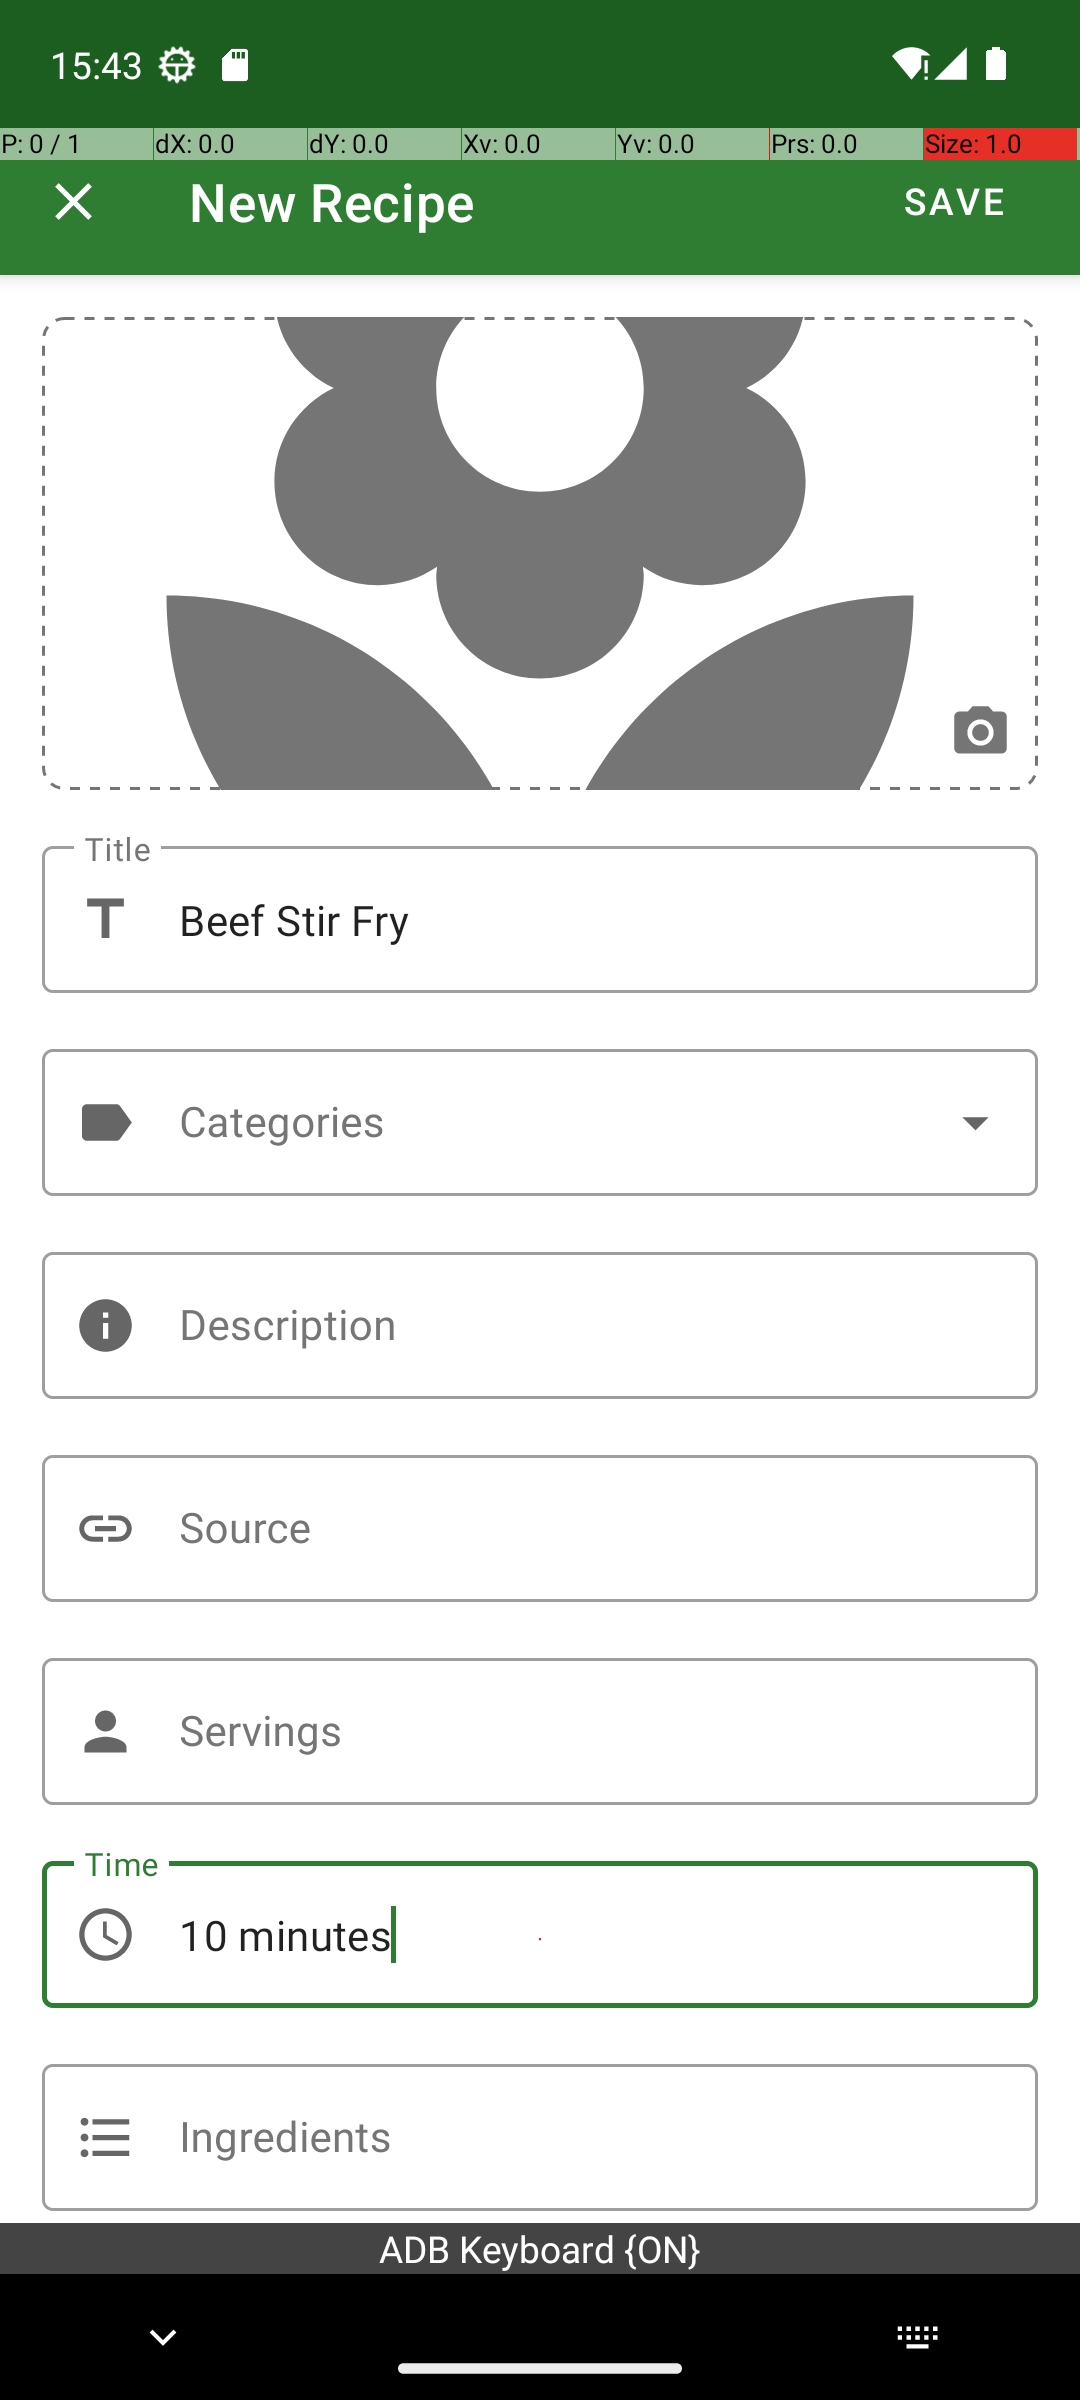 15:43
P: 0 / 1 dX: 0.0 dY: 0.0 Xv: 0.0 Yv: 0.0 Prs: 0.0 Size: 1.0
New Recipe SAVE
Title
Beef Stir Fry
Categories
Description
Source
Servings
Time
10 minutes
Ingredients
ADB Keyboard {ON}